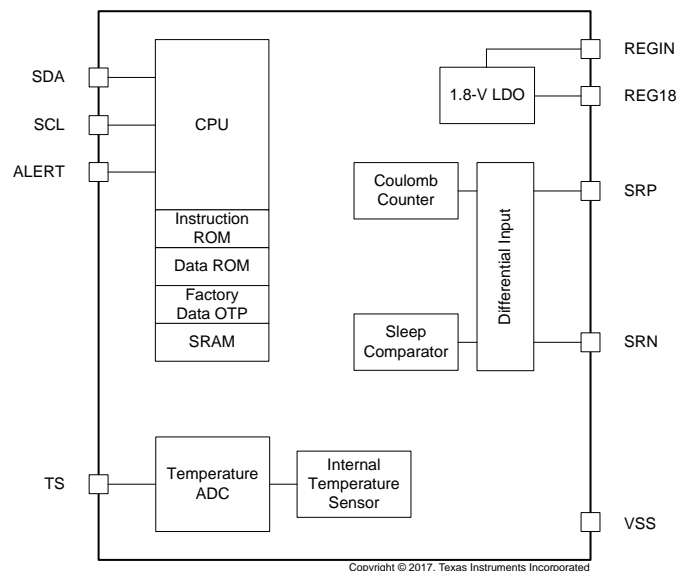 SDA
SCL
ALERT
CPU
Instruction
ROM
Data ROM
Factory
Data OTP
SRAM
1.8-V LDO
REGIN
REG18
Coulomb
Counter
Differential Input
SRP
Sleep
Comparator
SRN
TS
Temperature
ADC
Internal
Temperature
Sensor
VSS
Copyright © 2017, Texas Instruments Incorporated